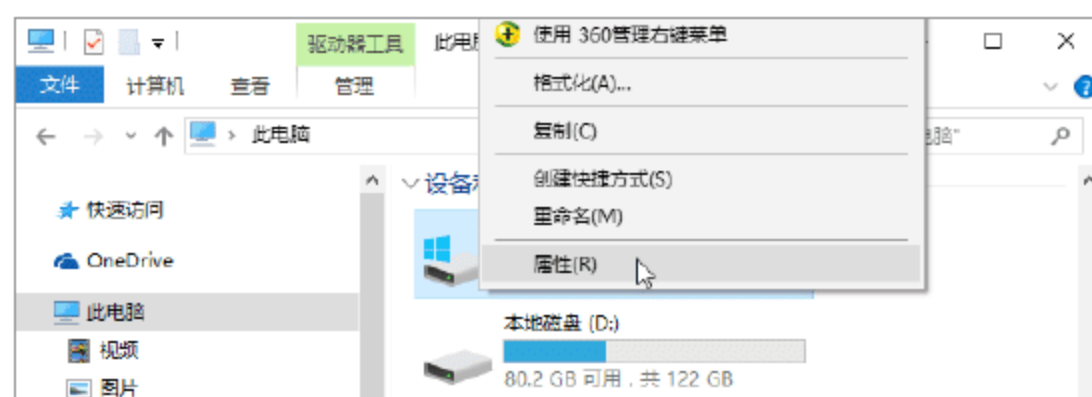 驱动器工具
使用 360管理右键菜单
文件
计算机
查看
管理
格式化(A)...
此电脑
复制(C)
创建快捷方式(S)
快速访问
重命名(M)
OneDrive
属性(R)
此电脑
本地磁盘 (D:)
视频
80.2 GB 可用，共 122 GB
图片